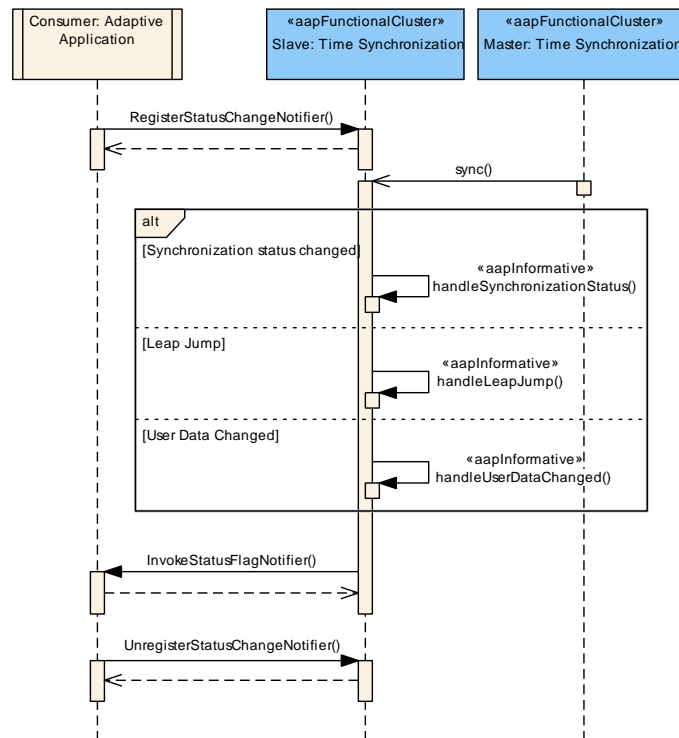 Consumer: Adaptive
Application
«aapFunctionalCluster»
Slave: Time Synchronization
«aapFunctionalCluster»
Master: Time Synchronization
RegisterStatusChangeNotifier()
sync()
alt
[Synchronization status changed]
«aapInformative»
handleSynchronizationStatus()
[Leap Jump]
«aapInformative»
handleLeapJump()
[User Data Changed]
«aapInformative»
handleUserDataChanged()
InvokeStatusFlagNotifier()
UnregisterStatusChangeNotifier()